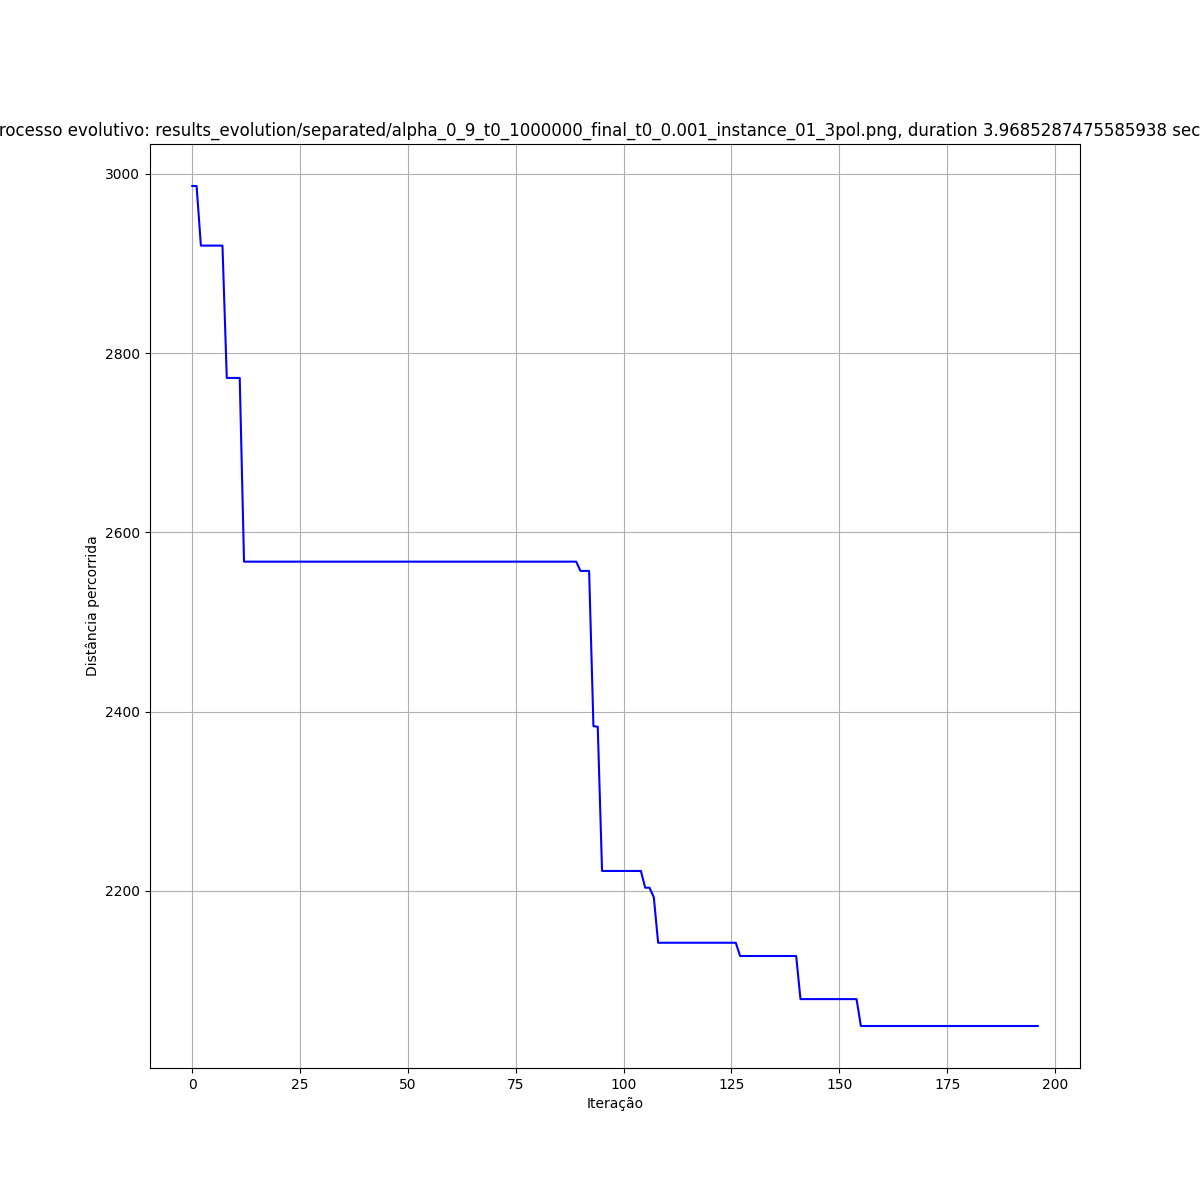 rocesso evolutivo: results_evolution/separated/alpha_0_9_t0_1000000_final_t0_0.001_instance_01_3pol.png, duration 3.9685287475585938 sec
3000
2800
2600
2400
2200
Distância percorrida
0 25 50 75 100 125 150 175 200
Iteração